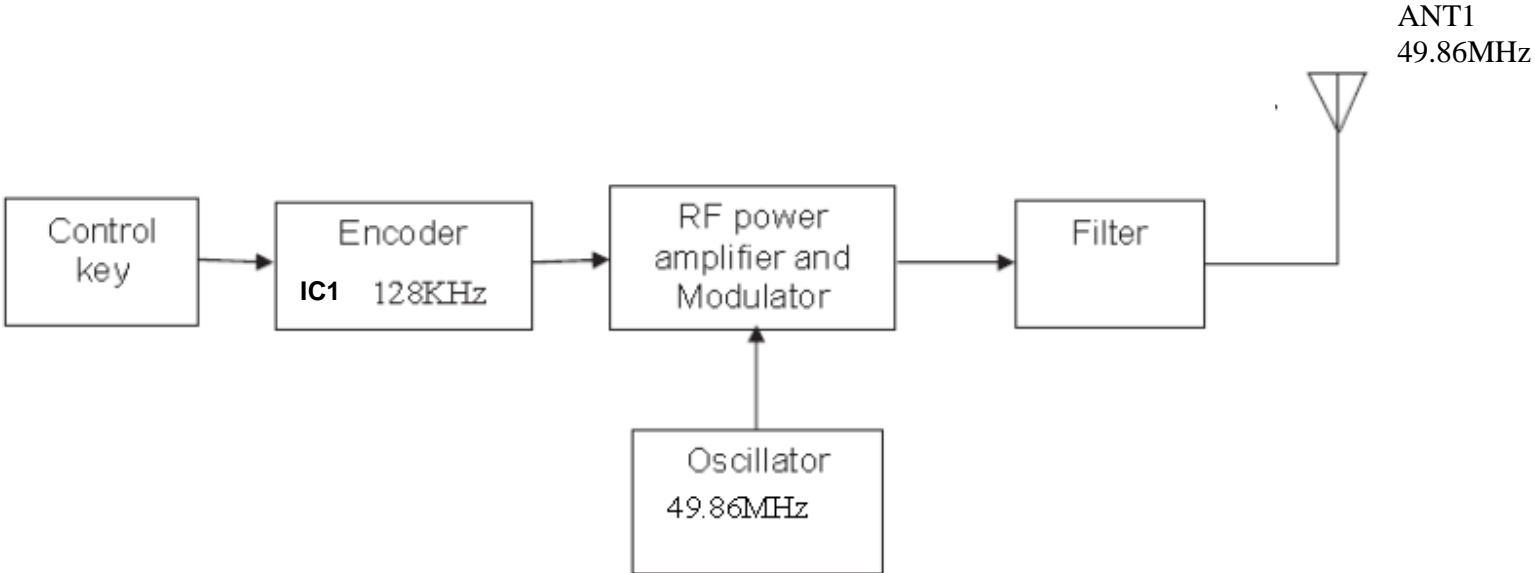 ANT1
49.86MHz
Control
key
Encoder
IC1 128KHz
RF power
amplifier and
Modulator
Filter
Oscillator
49.86MHz